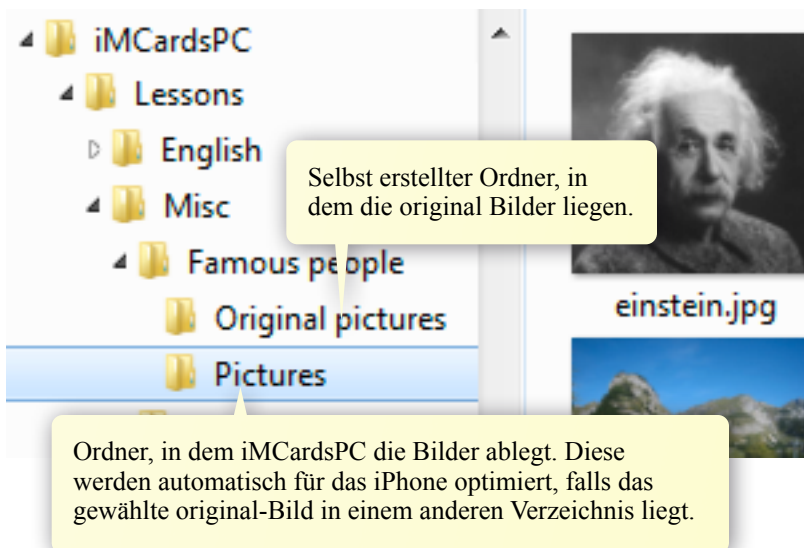 iMCardsPC
Lessons
English
Misc
Famous people
Original pictures
Pictures
Selbst erstellter Ordner, in
dem die original Bilder liegen.
einstein.jpg
Ordner, in dem iMCardsPC die Bilder ablegt. Diese
werden automatisch für das iPhone optimiert, falls das
gewählte original-Bild in einem anderen Verzeichnis liegt.